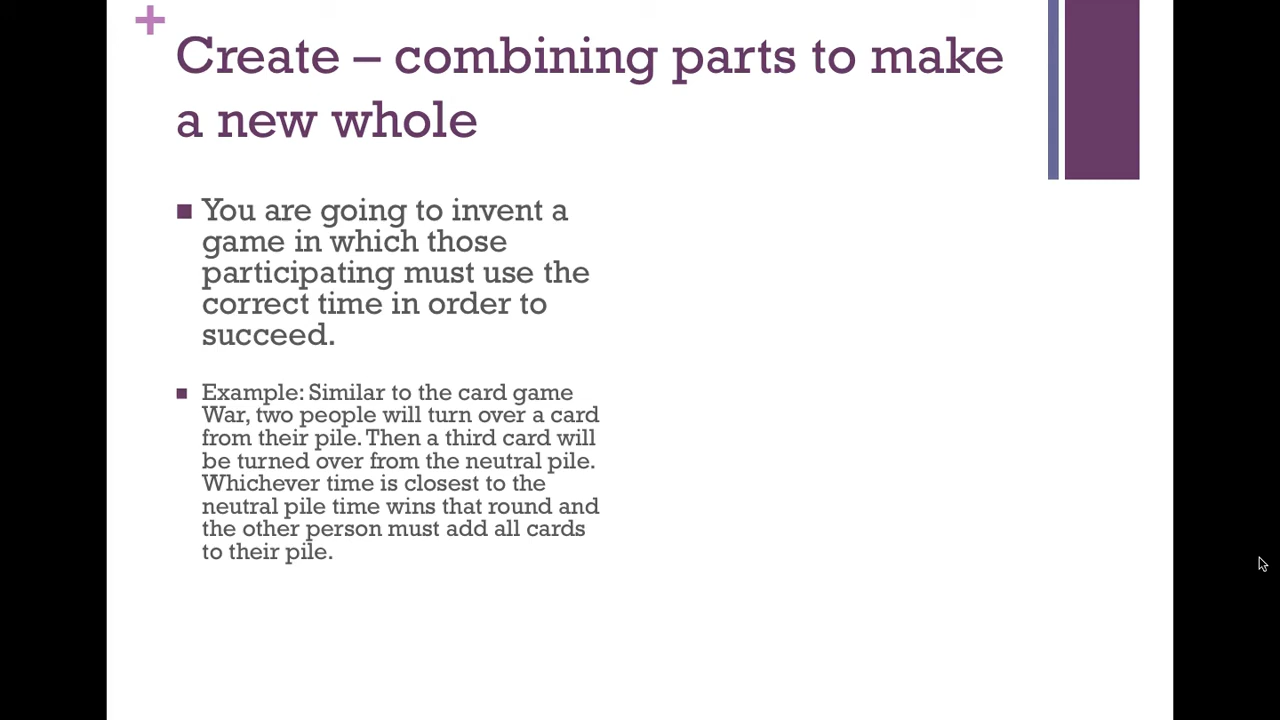 +
Create – combining parts to make
a new whole
■ You are going to invent a
game in which those
participating must use the
correct time in order to
succeed.
■ Example: Similar to the card game
War, two people will turn over a card
from their pile. Then a third card will
be turned over from the neutral pile.
Whichever time is closest to the
neutral pile time wins that round and
the other person must add all cards
to their pile.